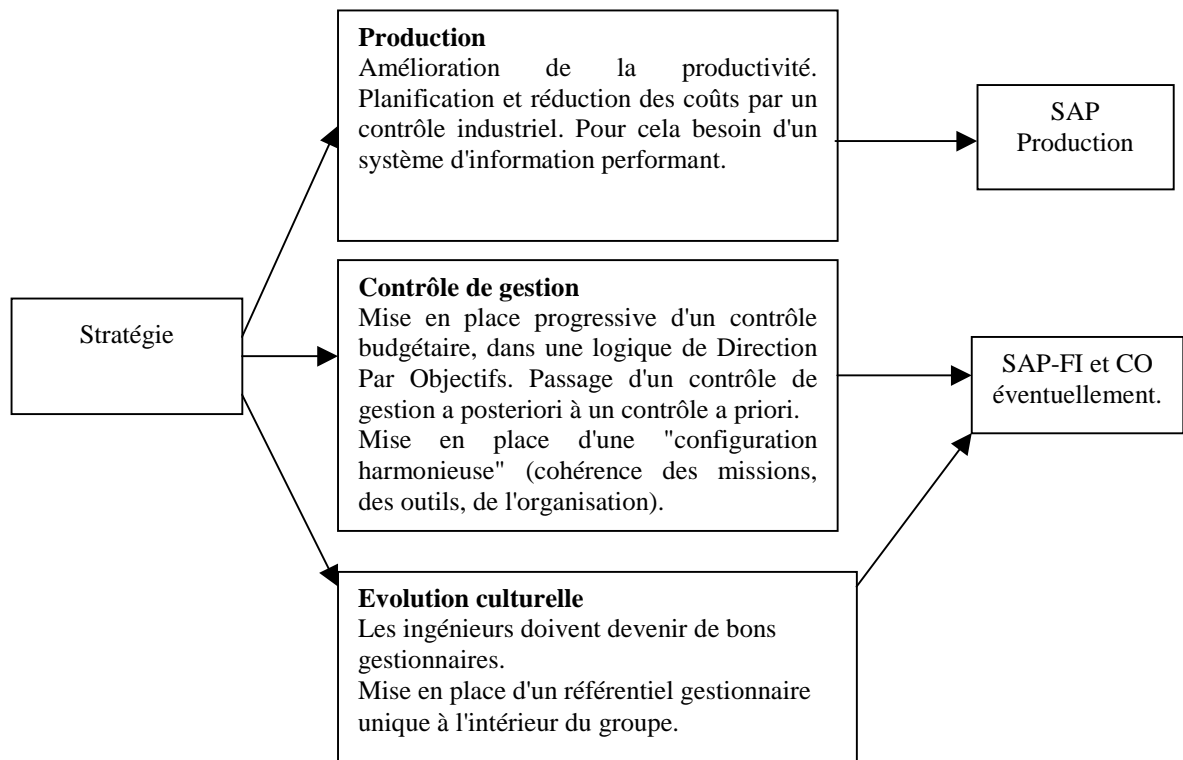 Production
Amélioration de la productivité.
Planification et réduction des coûts par un
contrôle industriel. Pour cela besoin d'un
système d'information performant.
SAP
Production
Stratégie
Contrôle de gestion
Mise en place progressive d'un contrôle
budgétaire, dans une logique de Direction
Par Objectifs. Passage d'un contrôle de
gestion a posteriori à un contrôle a priori.
Mise en place d'une "configuration
harmonieuse" (cohérence des missions,
des outils, de l'organisation).
SAP-FI et CO
éventuellement.
Evolution culturelle
Les ingénieurs doivent devenir de bons
gestionnaires.
Mise en place d'un référentiel gestionnaire
unique à l'intérieur du groupe.